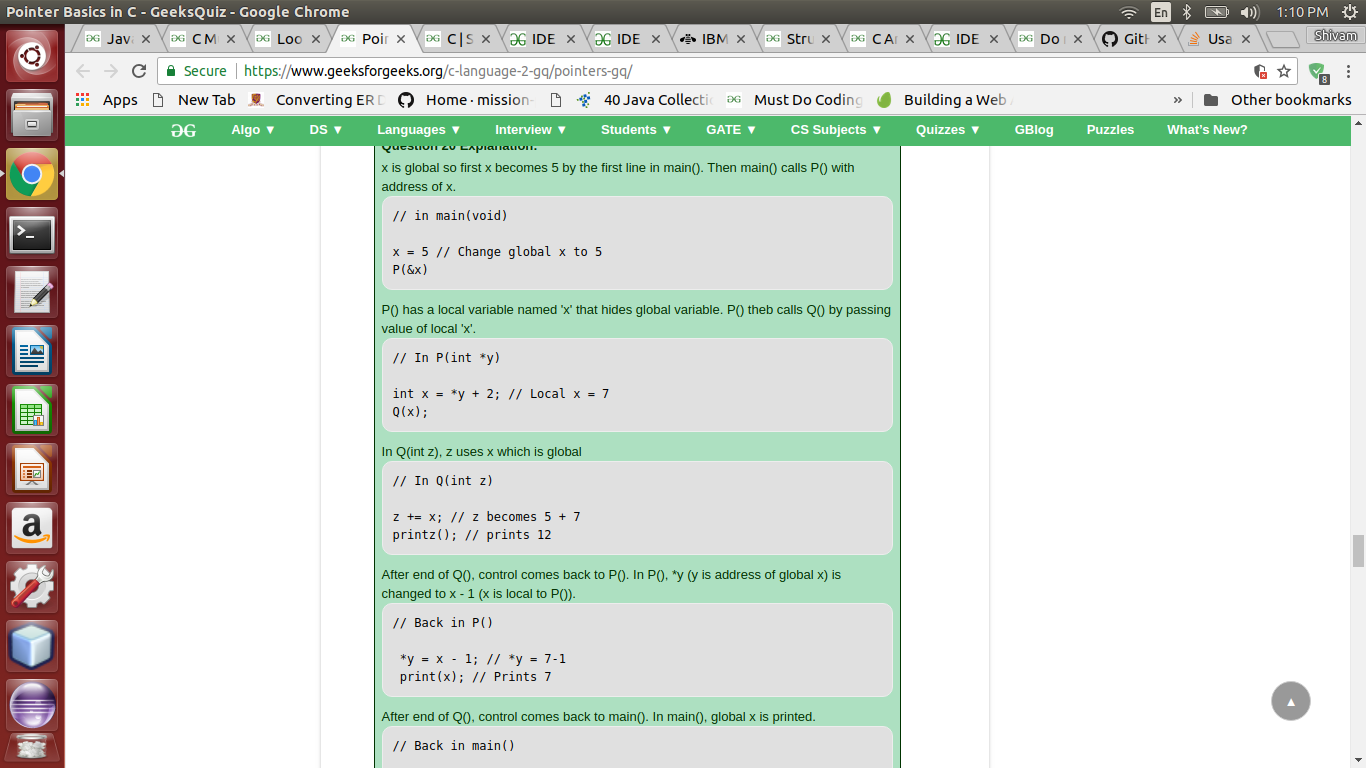 Pointer Basics in C - GeeksQuiz - Google Chrome
En
1:10 PM
Java
C M
Loo
Poin
C | S
IDE
IDE
IBM
Stru
C Ar
IDE
Do
Gith
Usa
Shivam
Secure
https://www.geeksforgeeks.org/c-language-2-gq/pointers-gq/
8
Apps
New Tab
Converting ER D
Home · mission-
40 Java Collecti
Must Do Coding
Building a Web
»
Other bookmarks
Algo ▼
DS ▼
Languages ▼
Interview ▼
Students ▼
GATE ▼
CS Subjects ▼
Quizzes ▼
GBlog
Puzzles
What's New?
Question 20 Explanation:
x is global so first x becomes 5 by the first line in main(). Then main() calls P() with
address of x.
// in main(void)
x = 5 // Change global x to 5
P(&x)
P() has a local variable named 'x' that hides global variable. P() theb calls Q() by passing
value of local 'x'.
// In P(int *y)
int x = *y + 2; // Local x = 7
Q(x);
In Q(int z), z uses x which is global
// In Q(int z)
z += x; // z becomes 5 + 7
printz(); // prints 12
After end of Q(), control comes back to P(). In P(), *y (y is address of global x) is
changed to x - 1 (x is local to P()).
// Back in P()
*y = x - 1; // *y = 7-1
print(x); // Prints 7
After end of Q(), control comes back to main(). In main(), global x is printed.
// Back in main()